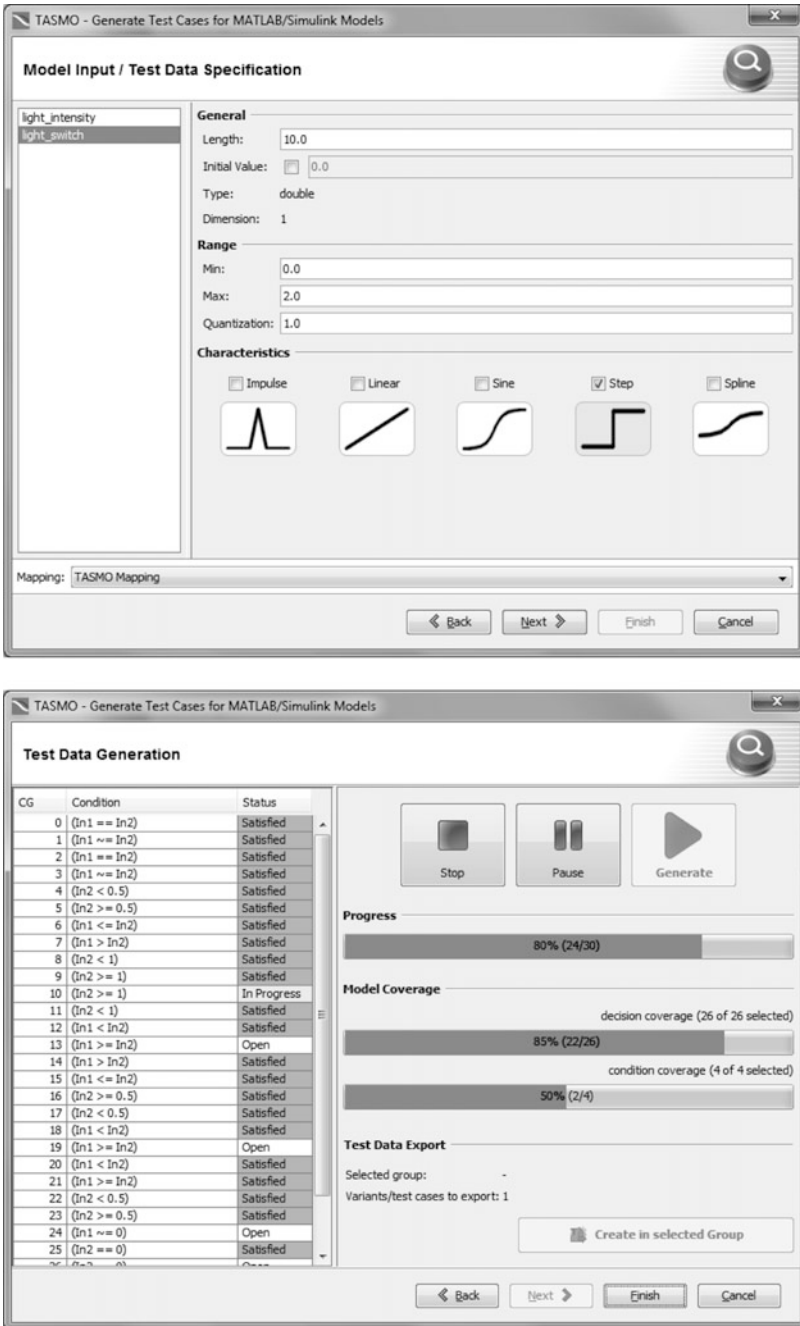 TASMO - Generate Test Cases for MATLAB/Simulink Models
Model Input / Test Data Specification
light_intensity
light_switch
General
Length: 10.0
Initial Value: 0.0
Type: double
Dimension: 1
Range
Min: 0.0
Max: 2.0
Quantization: 1.0
Characteristics
Impulse Linear Sine Step Spline
Mapping: TASMO Mapping
Back Next Finish Cancel
TASMO - Generate Test Cases for MATLAB/Simulink Models
Test Data Generation
CG Condition Status
0 (In1 == In2) Satisfied
1 (In1 ~= In2) Satisfied
2 (In1 == In2) Satisfied
3 (In1 ~= In2) Satisfied
4 (In2 < 0.5) Satisfied
5 (In2 >= 0.5) Satisfied
6 (In1 <= In2) Satisfied
7 (In1 > In2) Satisfied
8 (In2 < 1) Satisfied
9 (In2 >= 1) Satisfied
10 (In2 >= 1) In Progress
11 (In2 < 1) Satisfied
12 (In1 < In2) Satisfied
13 (In1 >= In2) Open
14 (In1 > In2) Satisfied
15 (In1 <= In2) Satisfied
16 (In2 >= 0.5) Satisfied
17 (In2 < 0.5) Satisfied
18 (In1 < In2) Satisfied
19 (In1 >= In2) Open
20 (In1 < In2) Satisfied
21 (In1 >= In2) Satisfied
22 (In2 < 0.5) Satisfied
23 (In2 >= 0.5) Satisfied
24 (In1 ~= 0) Open
25 (In2 == 0) Satisfied
Stop Pause Generate
Progress
80% (24/30)
Model Coverage
decision coverage (26 of 26 selected)
85% (22/26)
condition coverage (4 of 4 selected)
50% (2/4)
Test Data Export
Selected group: -
Variants/test cases to export: 1
Create in selected Group
Back Next Finish Cancel